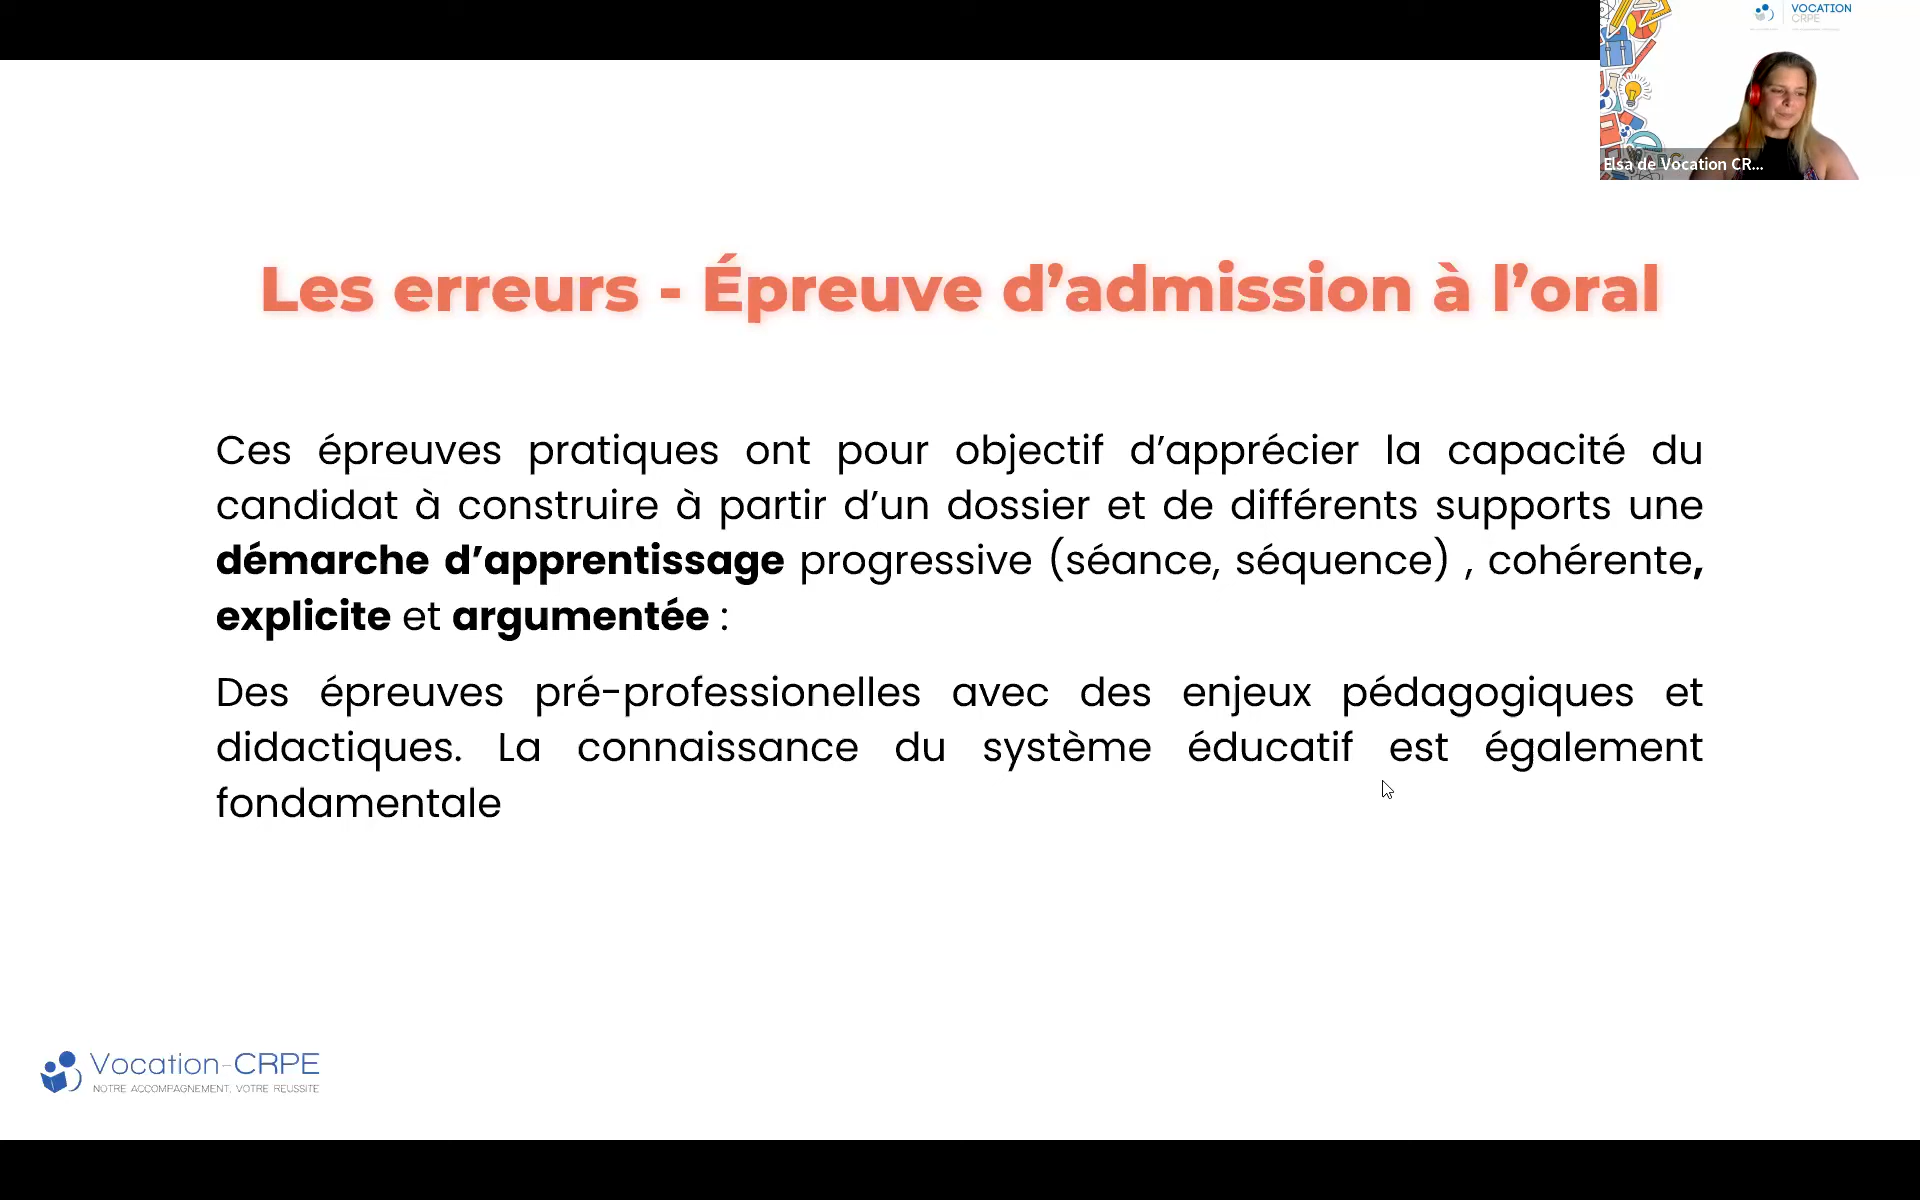 VOCATION
CRPE
Elsa de Vocation CR...
Les erreurs - Épreuve d’admission à l’oral
Ces épreuves pratiques ont pour objectif d’apprécier la capacité du
candidat à construire à partir d’un dossier et de différents supports une
démarche d’apprentissage progressive (séance, séquence) , cohérente,
explicite et argumentée :
Des épreuves pré-professionelles avec des enjeux pédagogiques et
didactiques. La connaissance du système éducatif est également
fondamentale
Vocation-CRPE
NOTRE ACCOMPAGNEMENT, VOTRE REUSSITE